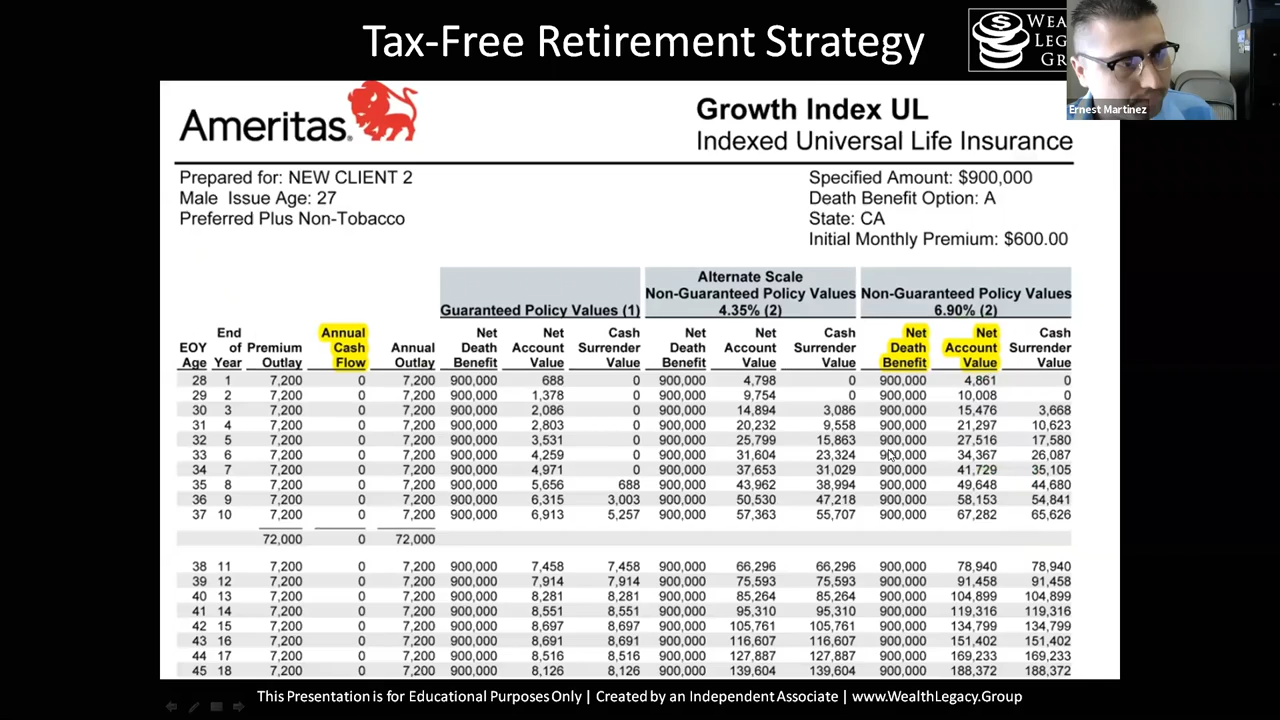 Tax-Free Retirement Strategy
WEA
LEG
GR
Ernest Martinez
Ameritas
Growth Index UL
Indexed Universal Life Insurance
Prepared for: NEW CLIENT 2
Male Issue Age: 27
Preferred Plus Non-Tobacco
Specified Amount: $900,000
Death Benefit Option: A
State: CA
Initial Monthly Premium: $600.00
Guaranteed Policy Values (1)
Alternate Scale
Non-Guaranteed Policy Values
4.35% (2)
Non-Guaranteed Policy Values
6.90% (2)
End Annual Net Net Cash Net Net Cash Net Net Cash
EOY of Premium Cash Annual Death Account Surrender Death Account Surrender Death Account Surrender
Age Year Outlay Flow Outlay Benefit Value Value Benefit Value Value Benefit Value Value
28 1 7,200 0 7,200 900,000 688 0 900,000 4,798 0 900,000 4,861 0
29 2 7,200 0 7,200 900,000 1,378 0 900,000 9,754 0 900,000 10,008 0
30 3 7,200 0 7,200 900,000 2,086 0 900,000 14,894 3,086 900,000 15,476 3,668
31 4 7,200 0 7,200 900,000 2,803 0 900,000 20,232 9,558 900,000 21,297 10,623
32 5 7,200 0 7,200 900,000 3,531 0 900,000 25,799 15,863 900,000 27,516 17,580
33 6 7,200 0 7,200 900,000 4,259 0 900,000 31,604 23,324 900,000 34,367 26,087
34 7 7,200 0 7,200 900,000 4,971 0 900,000 37,653 31,029 900,000 41,729 35,105
35 8 7,200 0 7,200 900,000 5,656 688 900,000 43,962 38,994 900,000 49,648 44,680
36 9 7,200 0 7,200 900,000 6,315 3,003 900,000 50,530 47,218 900,000 58,153 54,841
37 10 7,200 0 7,200 900,000 6,913 5,257 900,000 57,363 55,707 900,000 67,282 65,626
72,000 0 72,000
38 11 7,200 0 7,200 900,000 7,458 7,458 900,000 66,296 66,296 900,000 78,940 78,940
39 12 7,200 0 7,200 900,000 7,914 7,914 900,000 75,593 75,593 900,000 91,458 91,458
40 13 7,200 0 7,200 900,000 8,281 8,281 900,000 85,264 85,264 900,000 104,899 104,899
41 14 7,200 0 7,200 900,000 8,551 8,551 900,000 95,310 95,310 900,000 119,316 119,316
42 15 7,200 0 7,200 900,000 8,697 8,697 900,000 105,761 105,761 900,000 134,799 134,799
43 16 7,200 0 7,200 900,000 8,691 8,691 900,000 116,607 116,607 900,000 151,402 151,402
44 17 7,200 0 7,200 900,000 8,516 8,516 900,000 127,887 127,887 900,000 169,233 169,233
45 18 7,200 0 7,200 900,000 8,126 8,126 900,000 139,604 139,604 900,000 188,372 188,372
This Presentation is for Educational Purposes Only | Created by an Independent Associate | www.WealthLegacy.Group